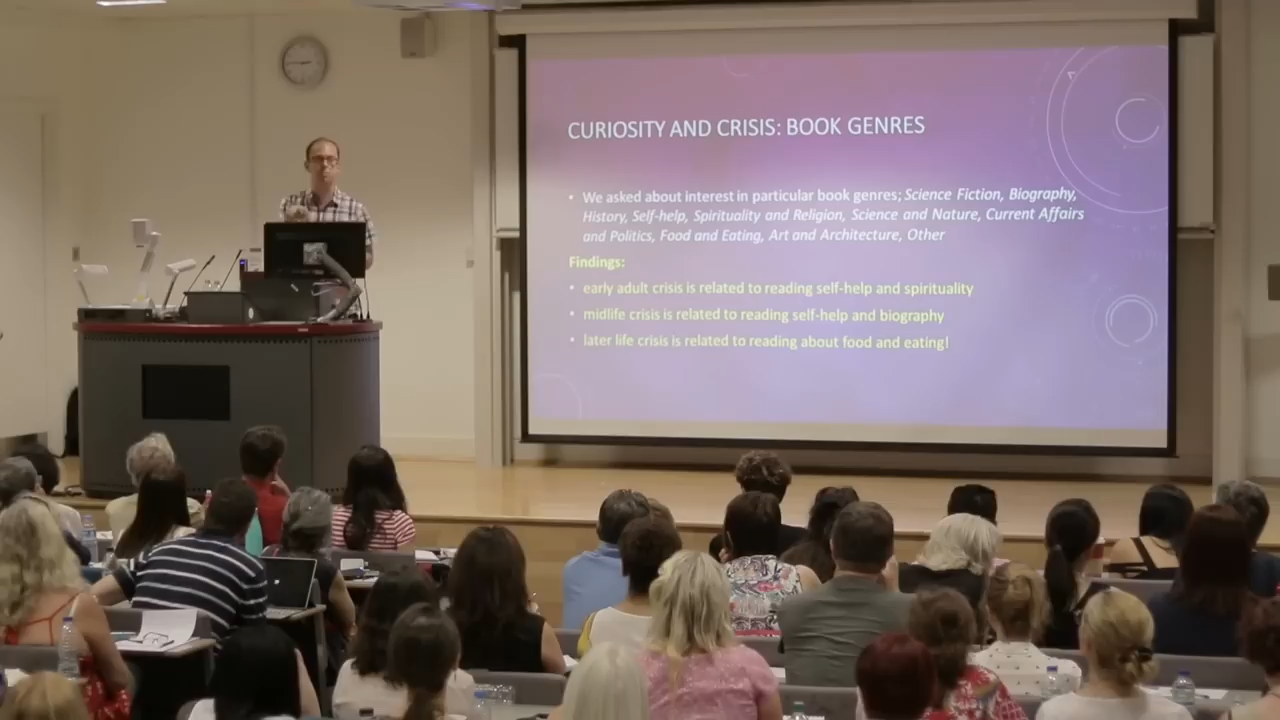 CURIOSITY AND CRISIS: BOOK GENRES
• We asked about interest in particular book genres; Science Fiction, Biography,
History, Self-help, Spirituality and Religion, Science and Nature, Current Affairs
and Politics, Food and Eating, Art and Architecture, Other
Findings:
• early adult crisis is related to reading self-help and spirituality
• midlife crisis is related to reading self-help and biography
• later life crisis is related to reading about food and eating!